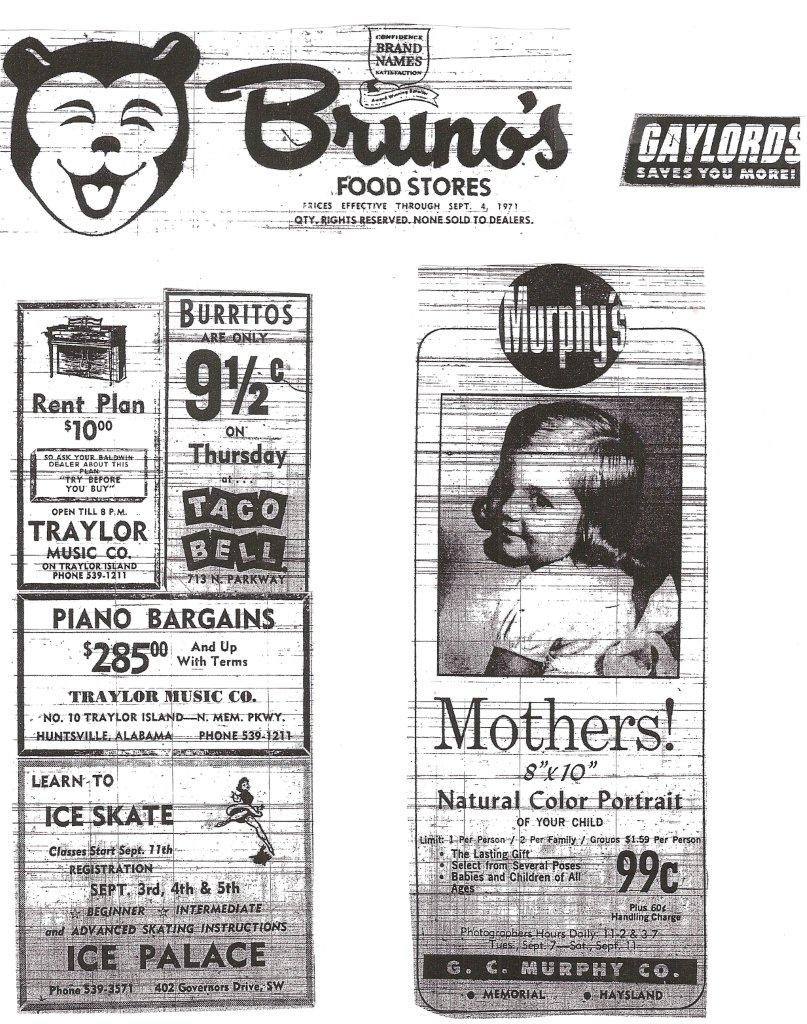 CONFIDENCE
BRAND
NAMES
SATISFACTION
Bruno's
FOOD STORES
PRICES EFFECTIVE THROUGH SEPT. 4, 1971
QTY. RIGHTS RESERVED. NONE SOLD TO DEALERS.
GAYLORDS
SAVES YOU MORE!
Rent Plan
$10.00
SO ASK YOUR BALDWIN
DEALER ABOUT THIS
PLAN
"TRY BEFORE
YOU BUY"
OPEN TILL 8 P.M.
TRAYLOR
MUSIC CO.
ON TRAYLOR ISLAND
PHONE 539-1211
BURRITOS
ARE ONLY
9½ c
ON
Thursday
at...
TACO
BELL
713 N. PARKWAY
PIANO BARGAINS
$285.00 And Up
With Terms
TRAYLOR MUSIC CO.
NO. 10 TRAYLOR ISLAND—N. MEM. PKWY.
HUNTSVILLE, ALABAMA PHONE 539-1211
LEARN TO
ICE SKATE
Classes Start Sept. 11th
REGISTRATION
SEPT. 3rd, 4th & 5th
☆ BEGINNER ☆ INTERMEDIATE
and ADVANCED SKATING INSTRUCTIONS
ICE PALACE
Phone 539-3571 402 Governors Drive, SW
Murphy's
Mothers!
8"x10"
Natural Color Portrait
OF YOUR CHILD
Limit: 1 Per Person / 2 Per Family / Groups $1.59 Per Person
• The Lasting Gift
• Select from Several Poses
• Babies and Children of All
Ages
99c
Plus 60¢
Handling Charge
Photographers Hours Daily: 11-2 & 3-7
Tues., Sept. 7—Sat., Sept. 11
G. C. MURPHY CO.
• MEMORIAL • HAYSLAND